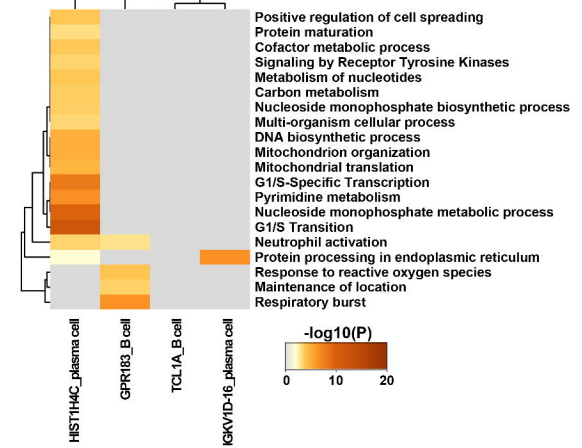 Positive regulation of cell spreading
Protein maturation
Cofactor metabolic process
Signaling by Receptor Tyrosine Kinases
Metabolism of nucleotides
Carbon metabolism
Nucleoside monophosphate biosynthetic process
Multi-organism cellular process
DNA biosynthetic process
Mitochondrion organization
Mitochondrial translation
G1/S-Specific Transcription
Pyrimidine metabolism
Nucleoside monophosphate metabolic process
G1/S Transition
Neutrophil activation
Protein processing in endoplasmic reticulum
Response to reactive oxygen species
Maintenance of location
Respiratory burst
HIST1H4C_plasma cell
GPR183_B cell
TCL1A_B cell
IGKV1D-16_plasma cell
-log10(P)
0 10 20